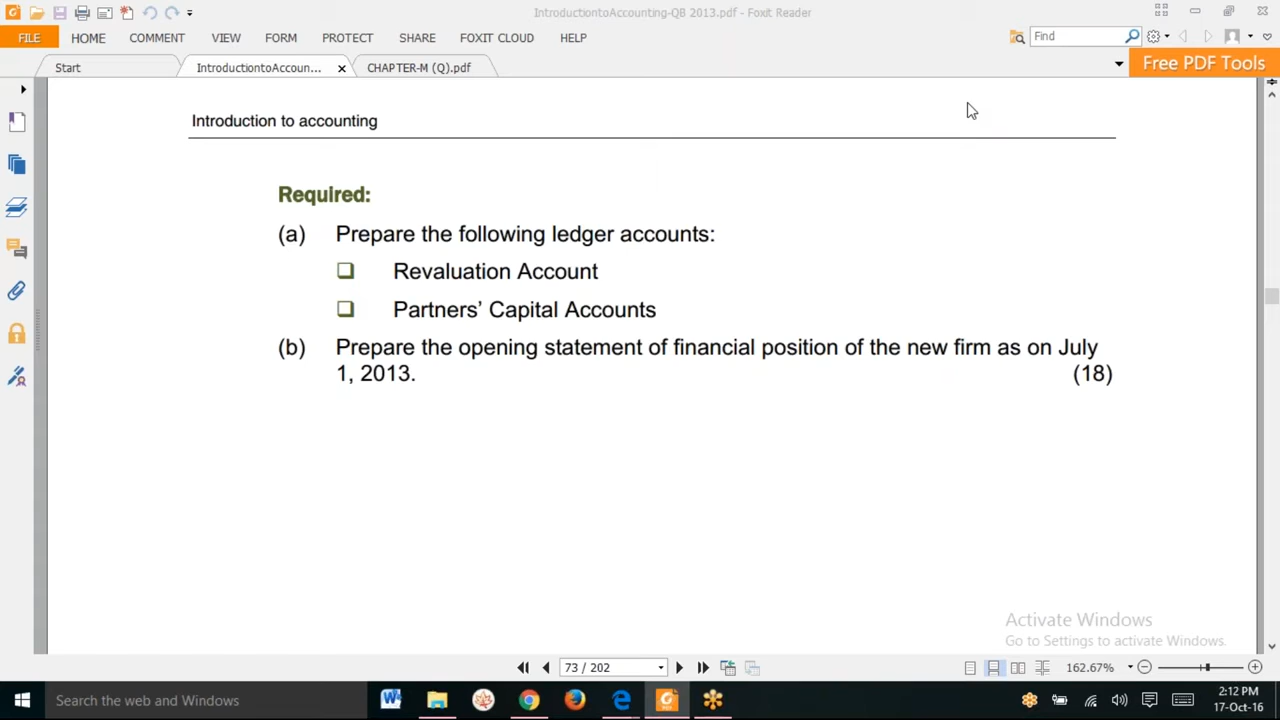 IntroductiontoAccounting-QB 2013.pdf - Foxit Reader
FILE HOME COMMENT VIEW FORM PROTECT SHARE FOXIT CLOUD HELP Find
Start IntroductiontoAccoun... x CHAPTER-M (Q).pdf Free PDF Tools
Introduction to accounting
Required:
(a) Prepare the following ledger accounts:
Revaluation Account
Partners’ Capital Accounts
(b) Prepare the opening statement of financial position of the new firm as on July
1, 2013. (18)
Activate Windows
Go to Settings to activate Windows.
73 / 202 162.67%
Search the web and Windows 2:12 PM
17-Oct-16